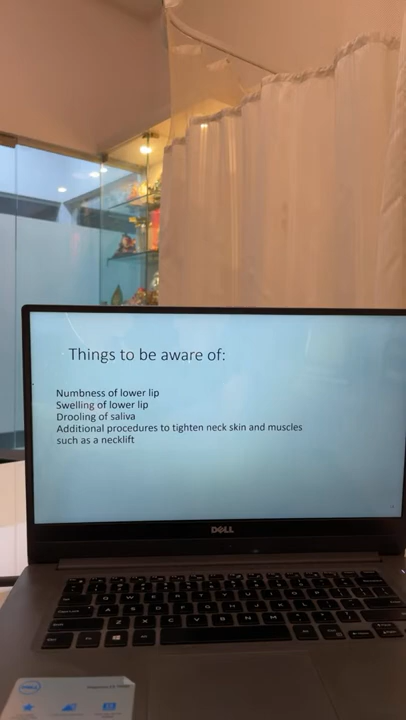 Things to be aware of:
Numbness of lower lip
Swelling of lower lip
Drooling of saliva
Additional procedures to tighten neck skin and muscles
such as a necklift
DELL
DELL